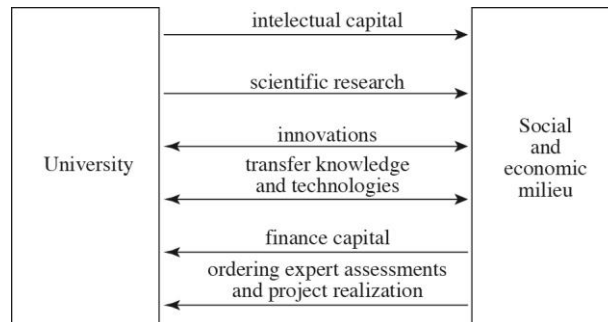 intelectual capital
scientific research
innovations
University
transfer knowledge
and technologies
Social
and
economic
milieu
finance capital
ordering expert assessments
and project realization